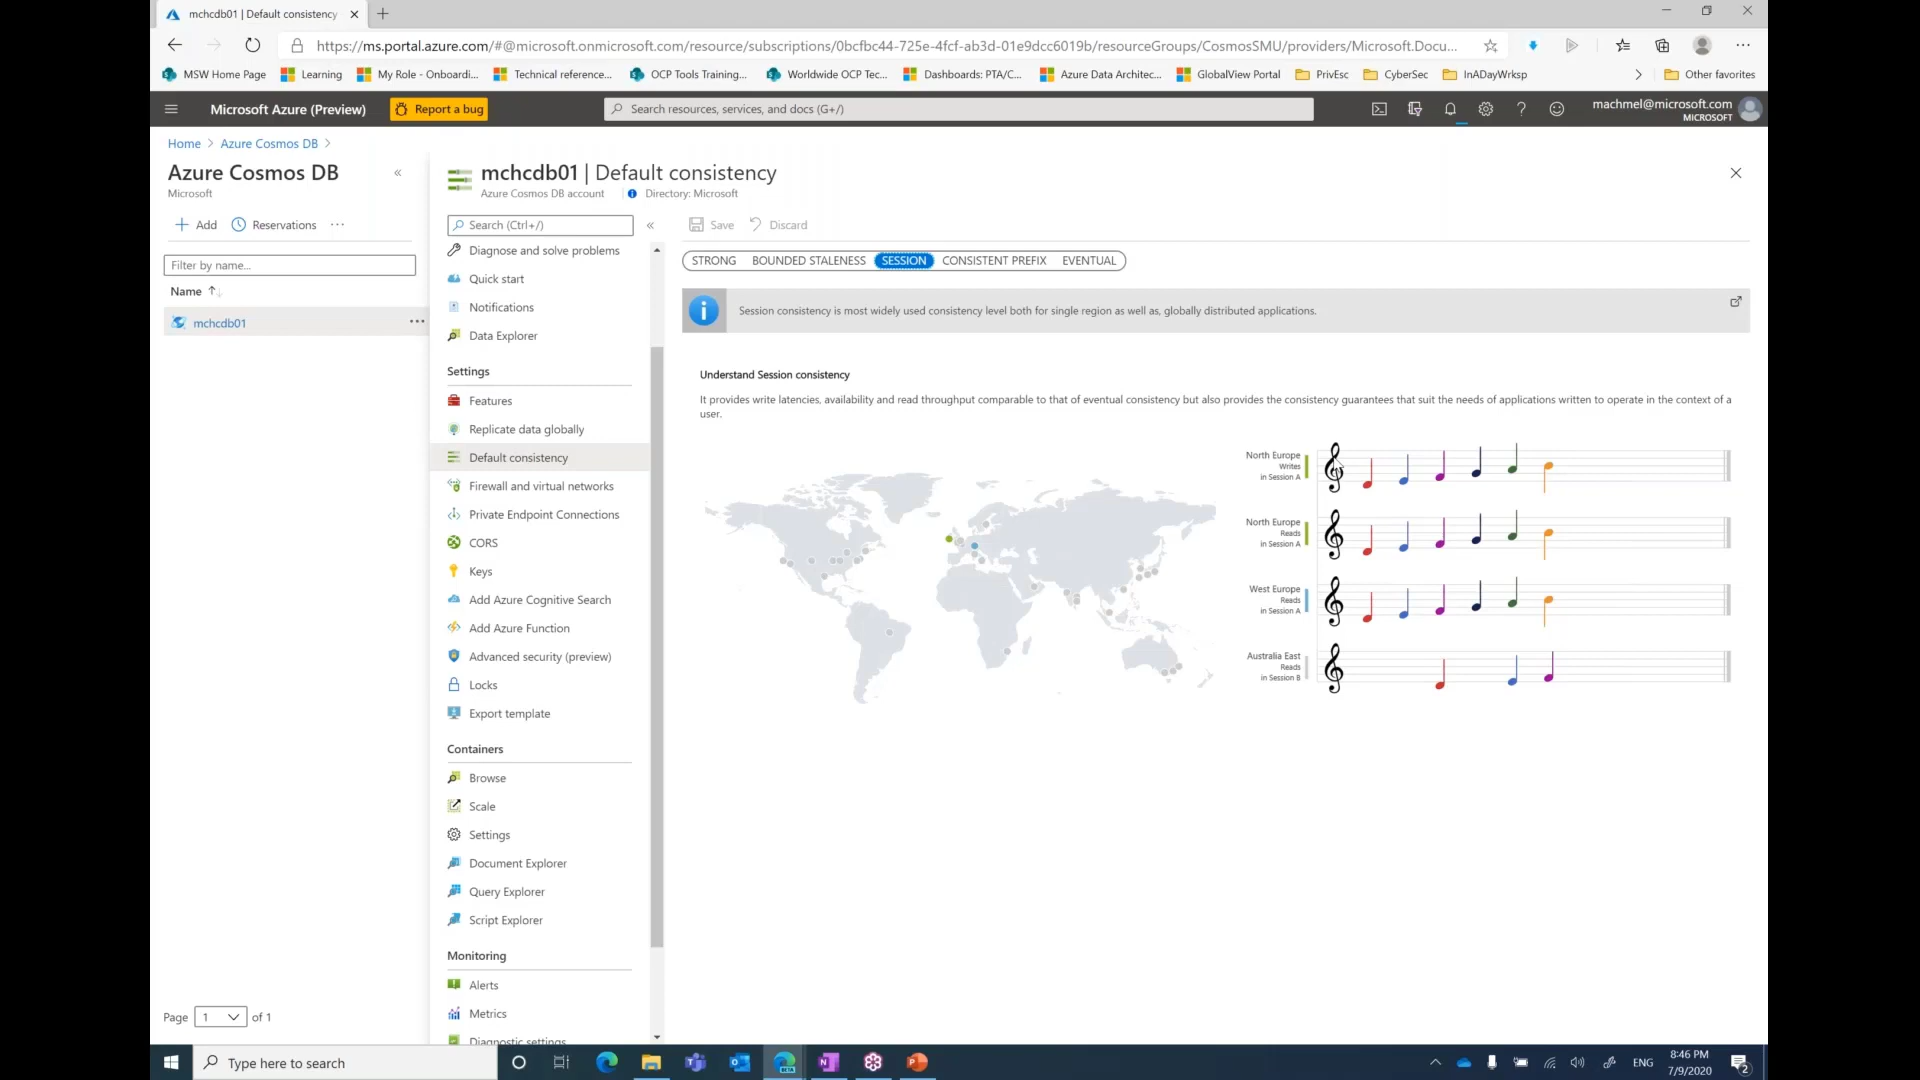 mchcdb01 | Default consistency
https://ms.portal.azure.com/#@microsoft.onmicrosoft.com/resource/subscriptions/0bcfbc44-725e-4fcf-ab3d-01e9dcc6019b/resourceGroups/CosmosSMU/providers/Microsoft.Docu...
MSW Home Page Learning My Role - Onboardi... Technical reference... OCP Tools Training... Worldwide OCP Tec... Dashboards: PTA/C... Azure Data Architec... GlobalView Portal PrivEsc CyberSec InADayWrksp Other favorites
Microsoft Azure (Preview) Report a bug Search resources, services, and docs (G+/) machmel@microsoft.com
MICROSOFT
Home > Azure Cosmos DB >
Azure Cosmos DB
Microsoft
Add Reservations ...
Filter by name...
Name
mchcdb01 ...
Page 1 of 1
mchcdb01 | Default consistency
Azure Cosmos DB account Directory: Microsoft
Search (Ctrl+/)
Diagnose and solve problems
Quick start
Notifications
Data Explorer
Settings
Features
Replicate data globally
Default consistency
Firewall and virtual networks
Private Endpoint Connections
CORS
Keys
Add Azure Cognitive Search
Add Azure Function
Advanced security (preview)
Locks
Export template
Containers
Browse
Scale
Settings
Document Explorer
Query Explorer
Script Explorer
Monitoring
Alerts
Metrics
Diagnostic settings
Save Discard
STRONG BOUNDED STALENESS SESSION CONSISTENT PREFIX EVENTUAL
Session consistency is most widely used consistency level both for single region as well as, globally distributed applications.
Understand Session consistency
It provides write latencies, availability and read throughput comparable to that of eventual consistency but also provides the consistency guarantees that suit the needs of applications written to operate in the context of a
user.
North Europe
Writes
in Session A
North Europe
Reads
in Session A
West Europe
Reads
in Session A
Australia East
Reads
in Session B
Type here to search
ENG
8:46 PM
7/9/2020
2